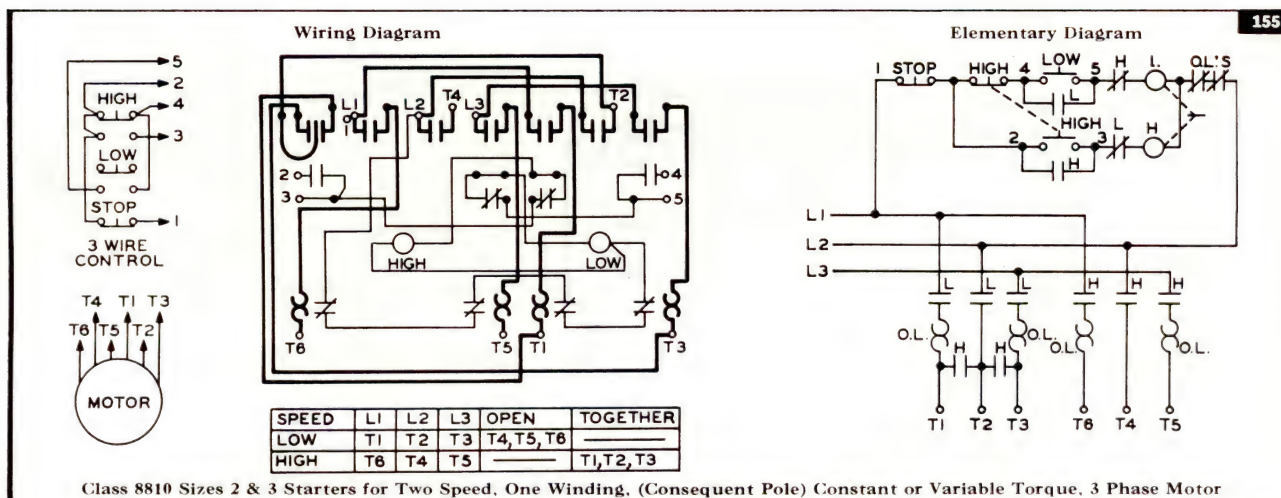 155
Wiring Diagram
Elementary Diagram
5
2
HIGH
4
3
LOW
STOP
1
3 WIRE
CONTROL
T4 T1 T3
T6 T5 T2
MOTOR
L1 L2 T4 L3 T2
1
2 4
3 5
HIGH LOW
T6 T5 T1 T3
SPEED L1 L2 L3 OPEN TOGETHER
LOW T1 T2 T3 T4,T5,T6
HIGH T6 T4 T5 T1,T2,T3
1 STOP HIGH 4 LOW 5 H L O.L.'S
L
HIGH
2 3 L H
H
L1
L2
L3
L L L H H H
O.L. O.L. O.L. O.L.
H H
T1 T2 T3 T6 T4 T5
Class 8810 Sizes 2 & 3 Starters for Two Speed, One Winding, (Consequent Pole) Constant or Variable Torque, 3 Phase Motor